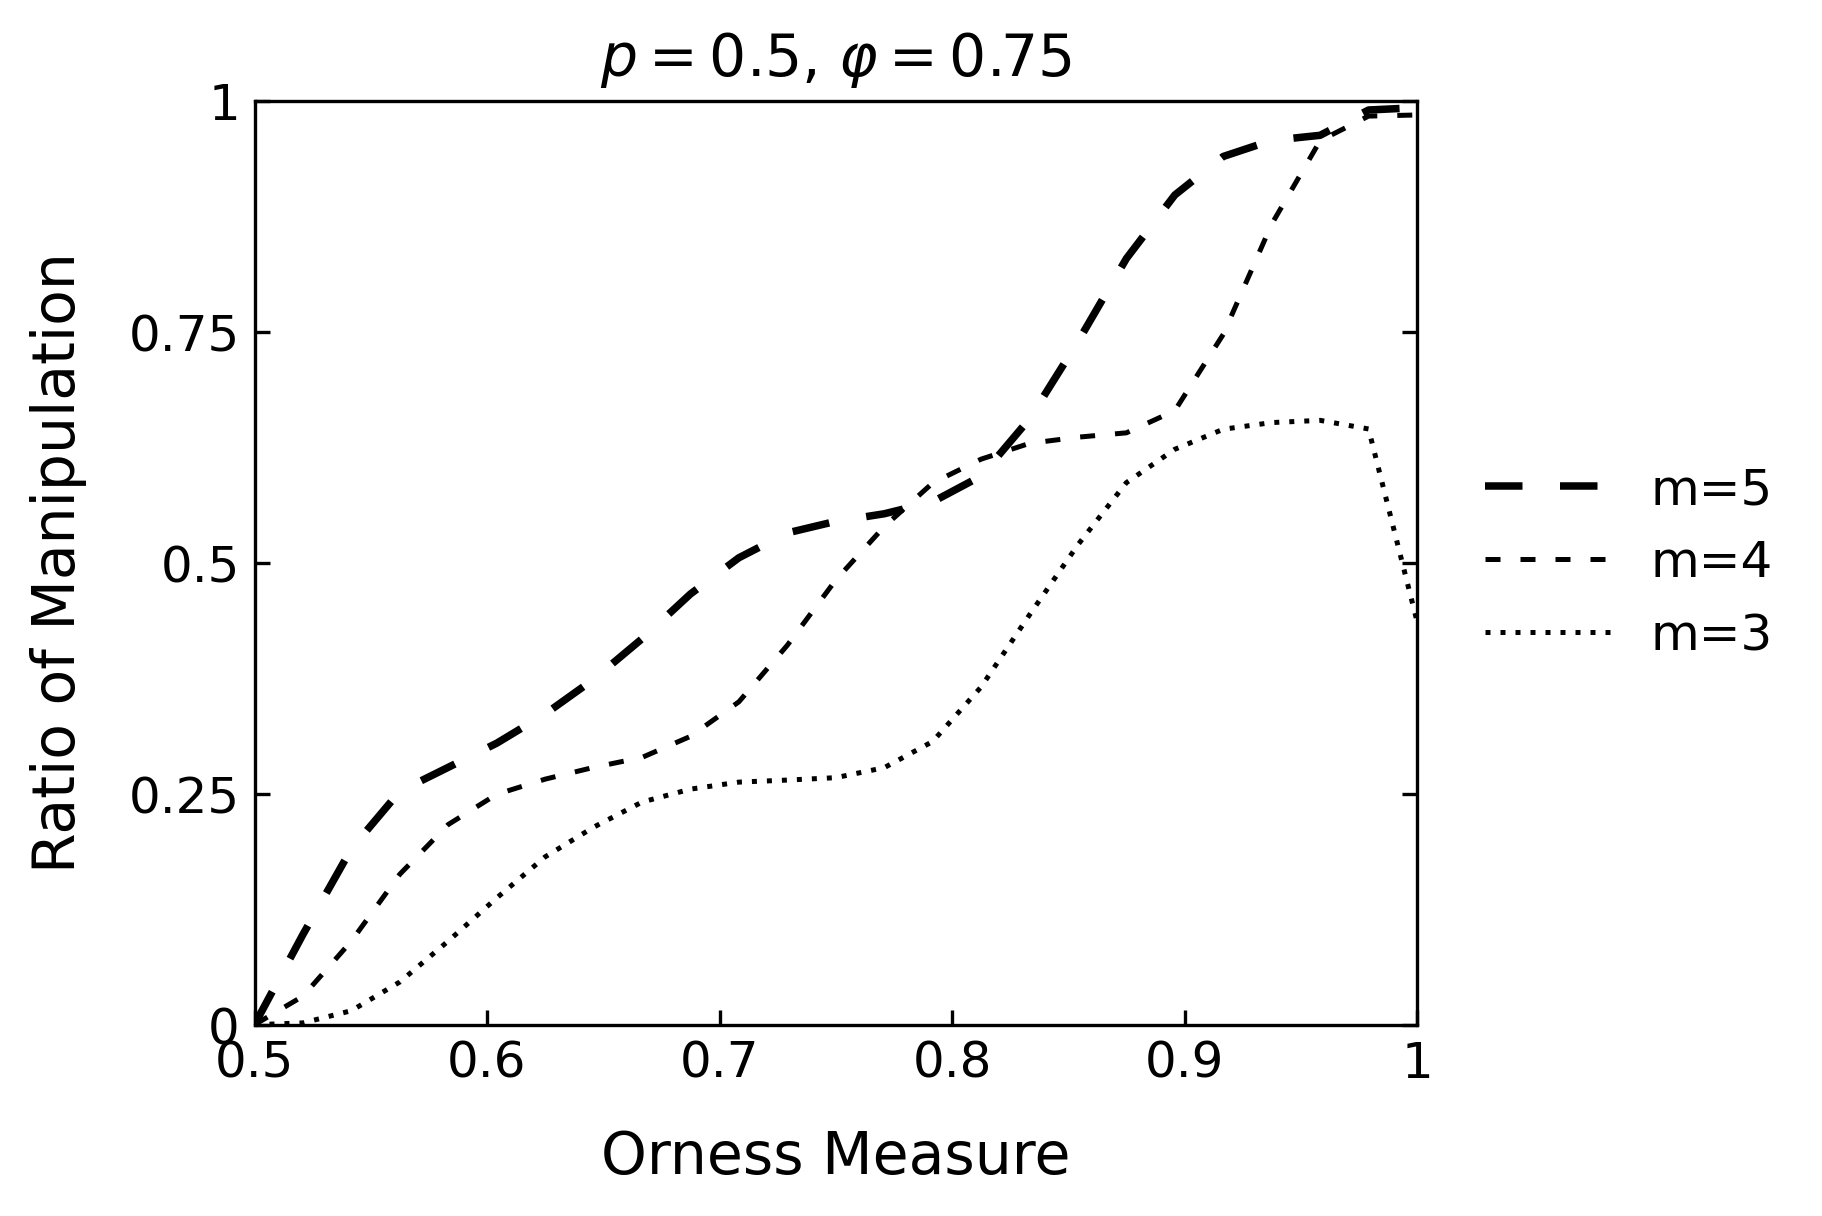 p = 0.5, φ = 0.75
Ratio of Manipulation
1
0.75
0.5
0.25
0
0.5 0.6 0.7 0.8 0.9 1
Orness Measure
m=5
m=4
m=3